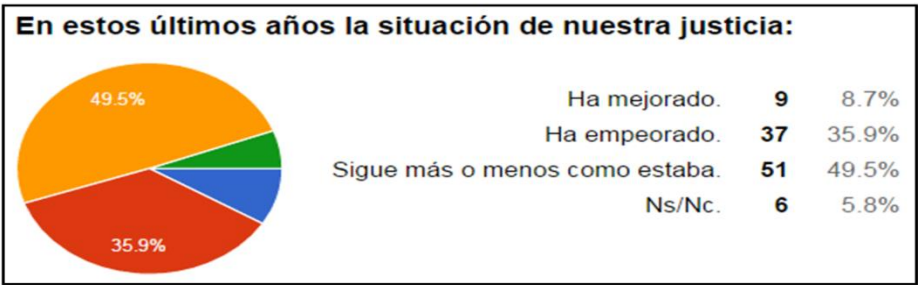 En estos últimos años la situación de nuestra justicia:
49.5%
35.9%
Ha mejorado. 9 8.7%
Ha empeorado. 37 35.9%
Sigue más o menos como estaba. 51 49.5%
Ns/Nc. 6 5.8%